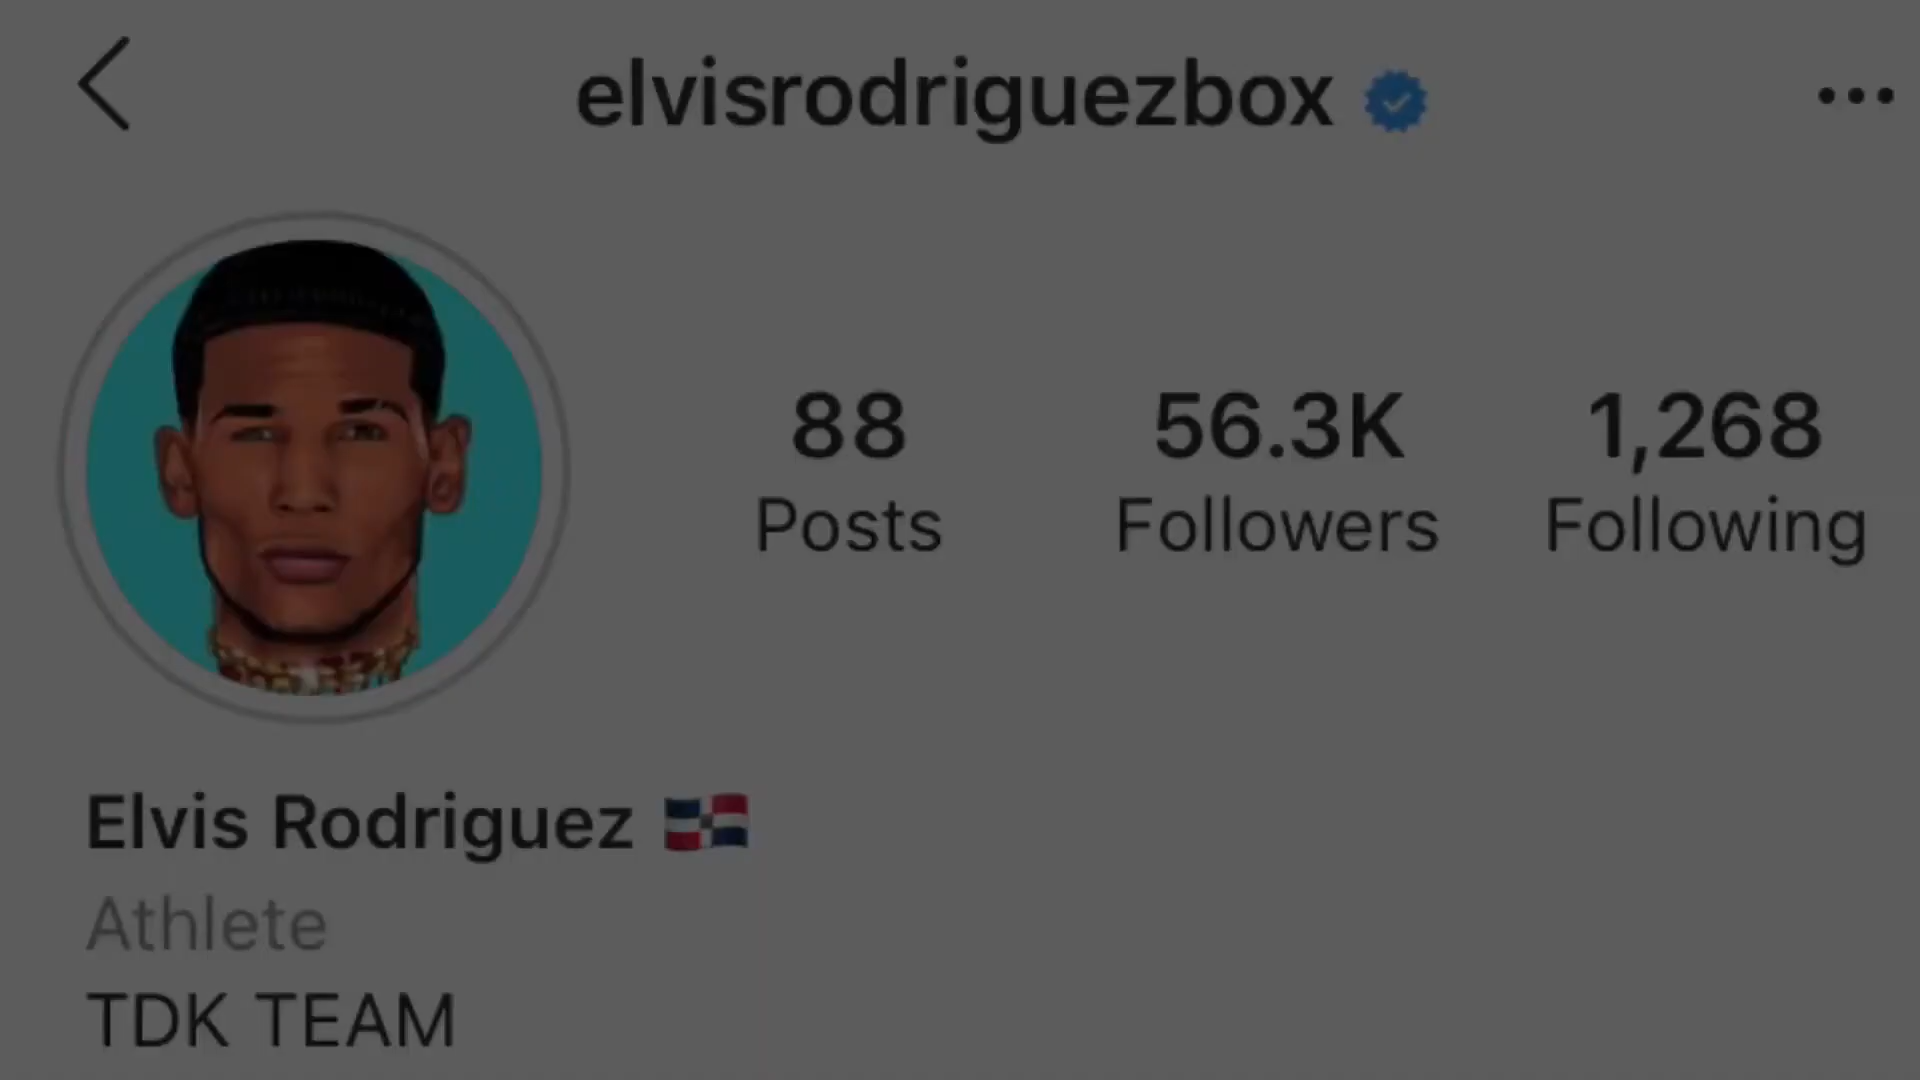 elvisrodriguezbox
88 56.3K 1,268
Posts Followers Following
Elvis Rodriguez 🇩🇴
Athlete
TDK TEAM